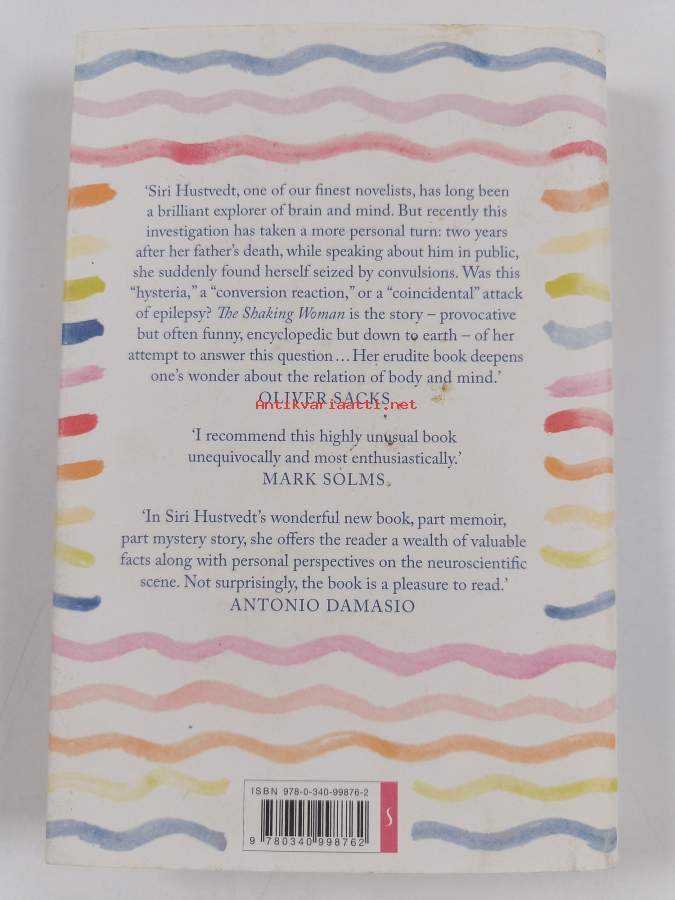 ‘Siri Hustvedt, one of our finest novelists, has long been
a brilliant explorer of brain and mind. But recently this
investigation has taken a more personal turn: two years
after her father’s death, while speaking about him in public,
she suddenly found herself seized by convulsions. Was this
“hysteria,” a “conversion reaction,” or a “coincidental” attack
of epilepsy? The Shaking Woman is the story – provocative
but often funny, encyclopedic but down to earth – of her
attempt to answer this question … Her erudite book deepens
one’s wonder about the relation of body and mind.’
OLIVER SACKS
Antikvariaatti.net
‘I recommend this highly unusual book
unequivocally and most enthusiastically.’
MARK SOLMS
‘In Siri Hustvedt’s wonderful new book, part memoir,
part mystery story, she offers the reader a wealth of valuable
facts along with personal perspectives on the neuroscientific
scene. Not surprisingly, the book is a pleasure to read.’
ANTONIO DAMASIO
ISBN 978-0-340-99876-2
9 780340 998762